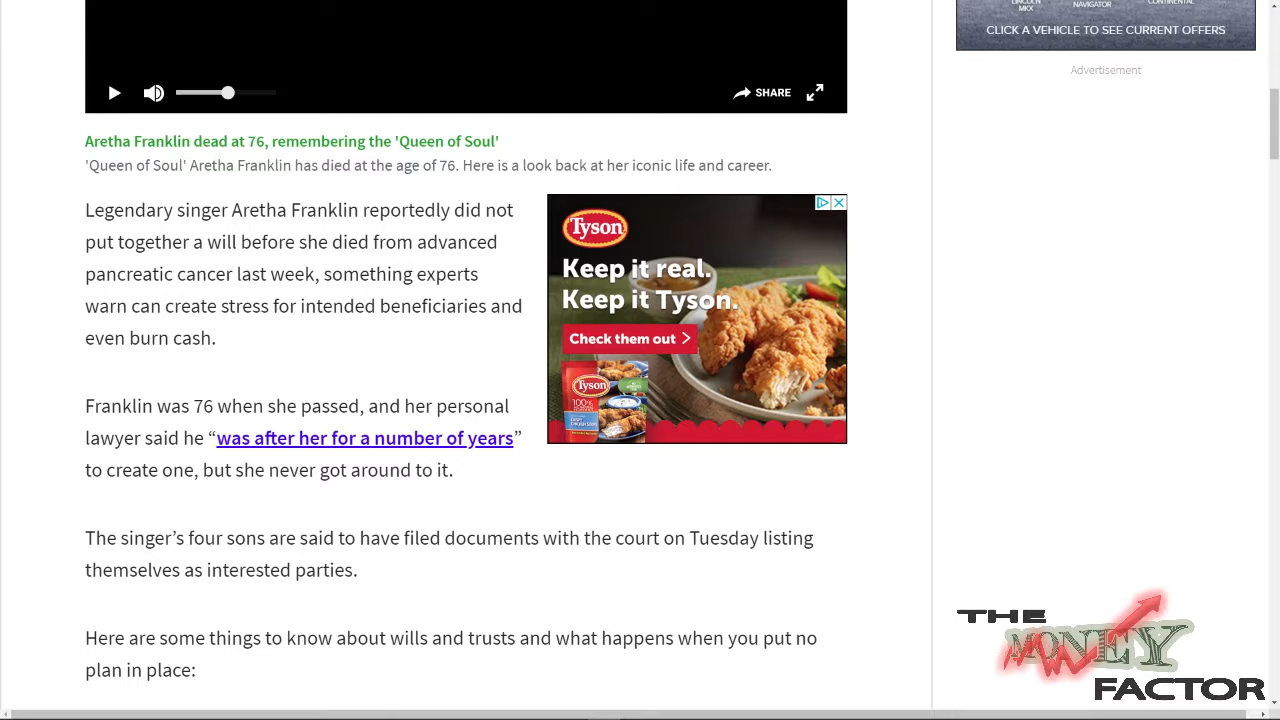 LINCOLN
MKX
NAVIGATOR
CONTINENTAL
CLICK A VEHICLE TO SEE CURRENT OFFERS
Advertisement
SHARE
Aretha Franklin dead at 76, remembering the 'Queen of Soul'
'Queen of Soul' Aretha Franklin has died at the age of 76. Here is a look back at her iconic life and career.
Legendary singer Aretha Franklin reportedly did not
put together a will before she died from advanced
pancreatic cancer last week, something experts
warn can create stress for intended beneficiaries and
even burn cash.
Tyson
Keep it real.
Keep it Tyson.
Check them out
Tyson
100%
Franklin was 76 when she passed, and her personal
lawyer said he “was after her for a number of years”
to create one, but she never got around to it.
The singer’s four sons are said to have filed documents with the court on Tuesday listing
themselves as interested parties.
Here are some things to know about wills and trusts and what happens when you put no
plan in place:
THE
MONEY
FACTOR